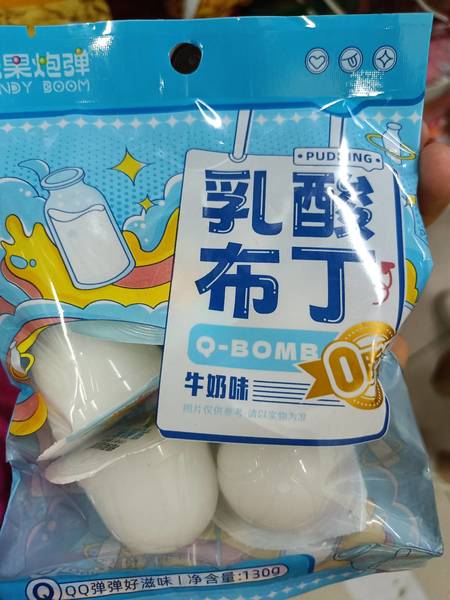 果炮弹
NDY BOOM
PUDDING
乳酸
布丁
Q-BOMB
0
牛奶味
图片仅供参考 请以实物为准
Q QQ弹弹好滋味 | 净含量:130g